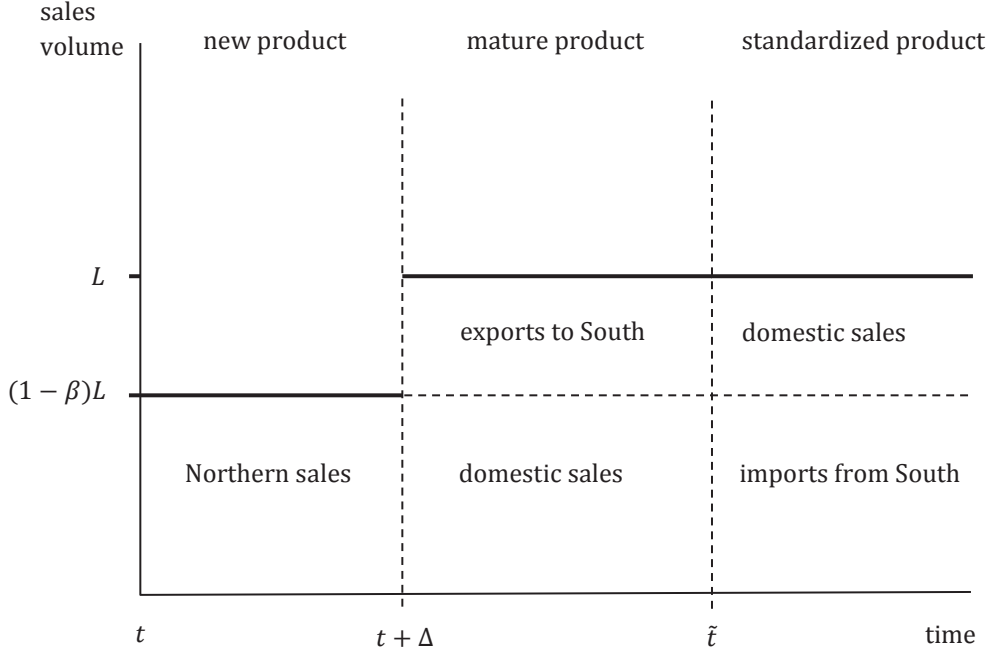 sales
volume
new product
mature product
standardized product
L
exports to South
domestic sales
(1 − β)L
Northern sales
domestic sales
imports from South
t
t + Δ
t̃
time